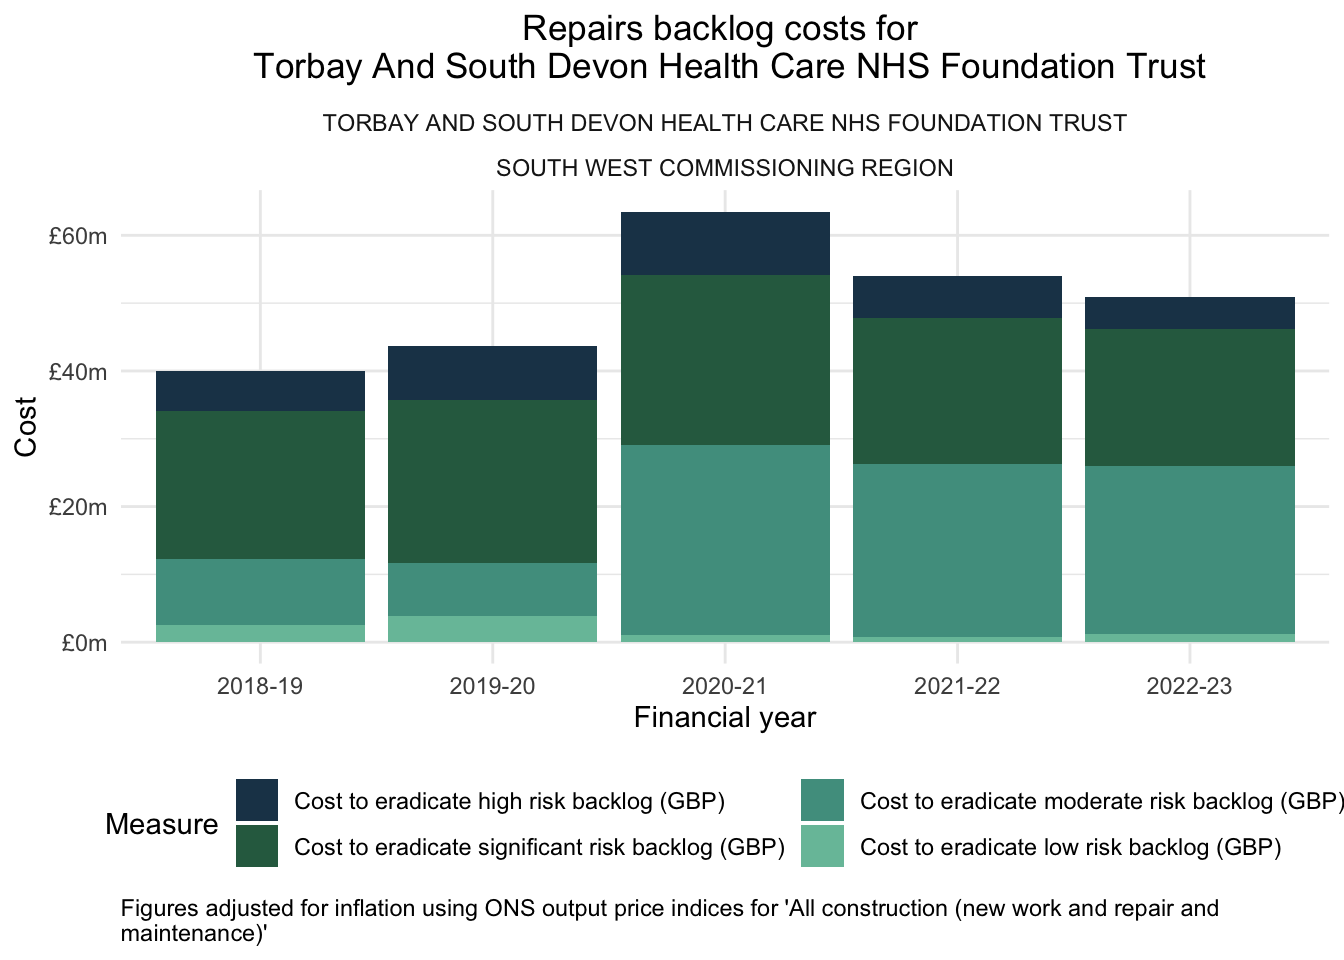 Repairs backlog costs for
Torbay And South Devon Health Care NHS Foundation Trust
TORBAY AND SOUTH DEVON HEALTH CARE NHS FOUNDATION TRUST
SOUTH WEST COMMISSIONING REGION
£60m
£40m
£20m
£0m
Cost
2018-19 2019-20 2020-21 2021-22 2022-23
Financial year
Measure
Cost to eradicate high risk backlog (GBP)
Cost to eradicate significant risk backlog (GBP)
Cost to eradicate moderate risk backlog (GBP)
Cost to eradicate low risk backlog (GBP)
Figures adjusted for inflation using ONS output price indices for 'All construction (new work and repair and
maintenance)'